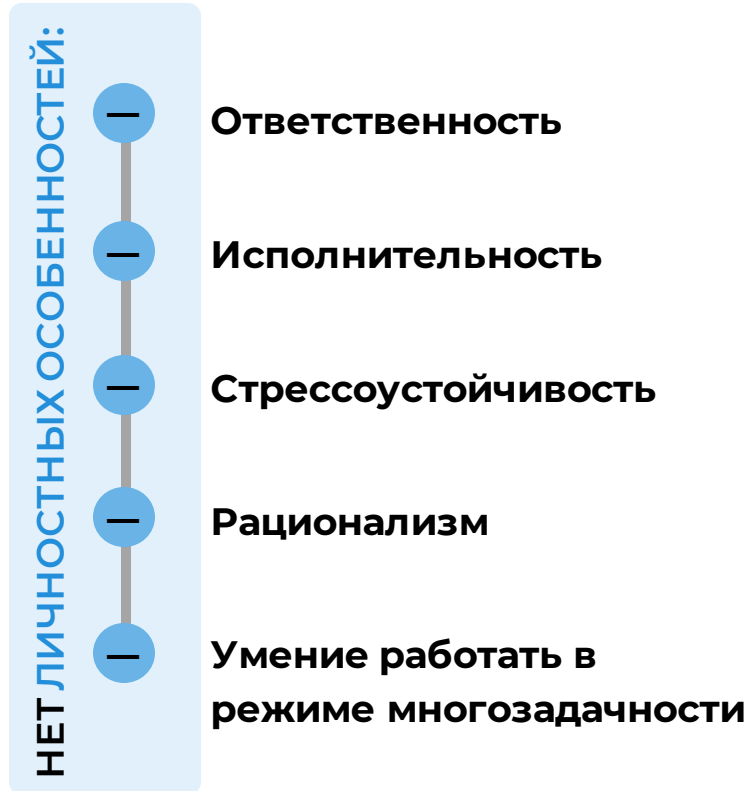 НЕТ ЛИЧНОСТНЫХ ОСОБЕННОСТЕЙ:
— Ответственность
— Исполнительность
— Стрессоустойчивость
— Рационализм
— Умение работать в
режиме многозадачности